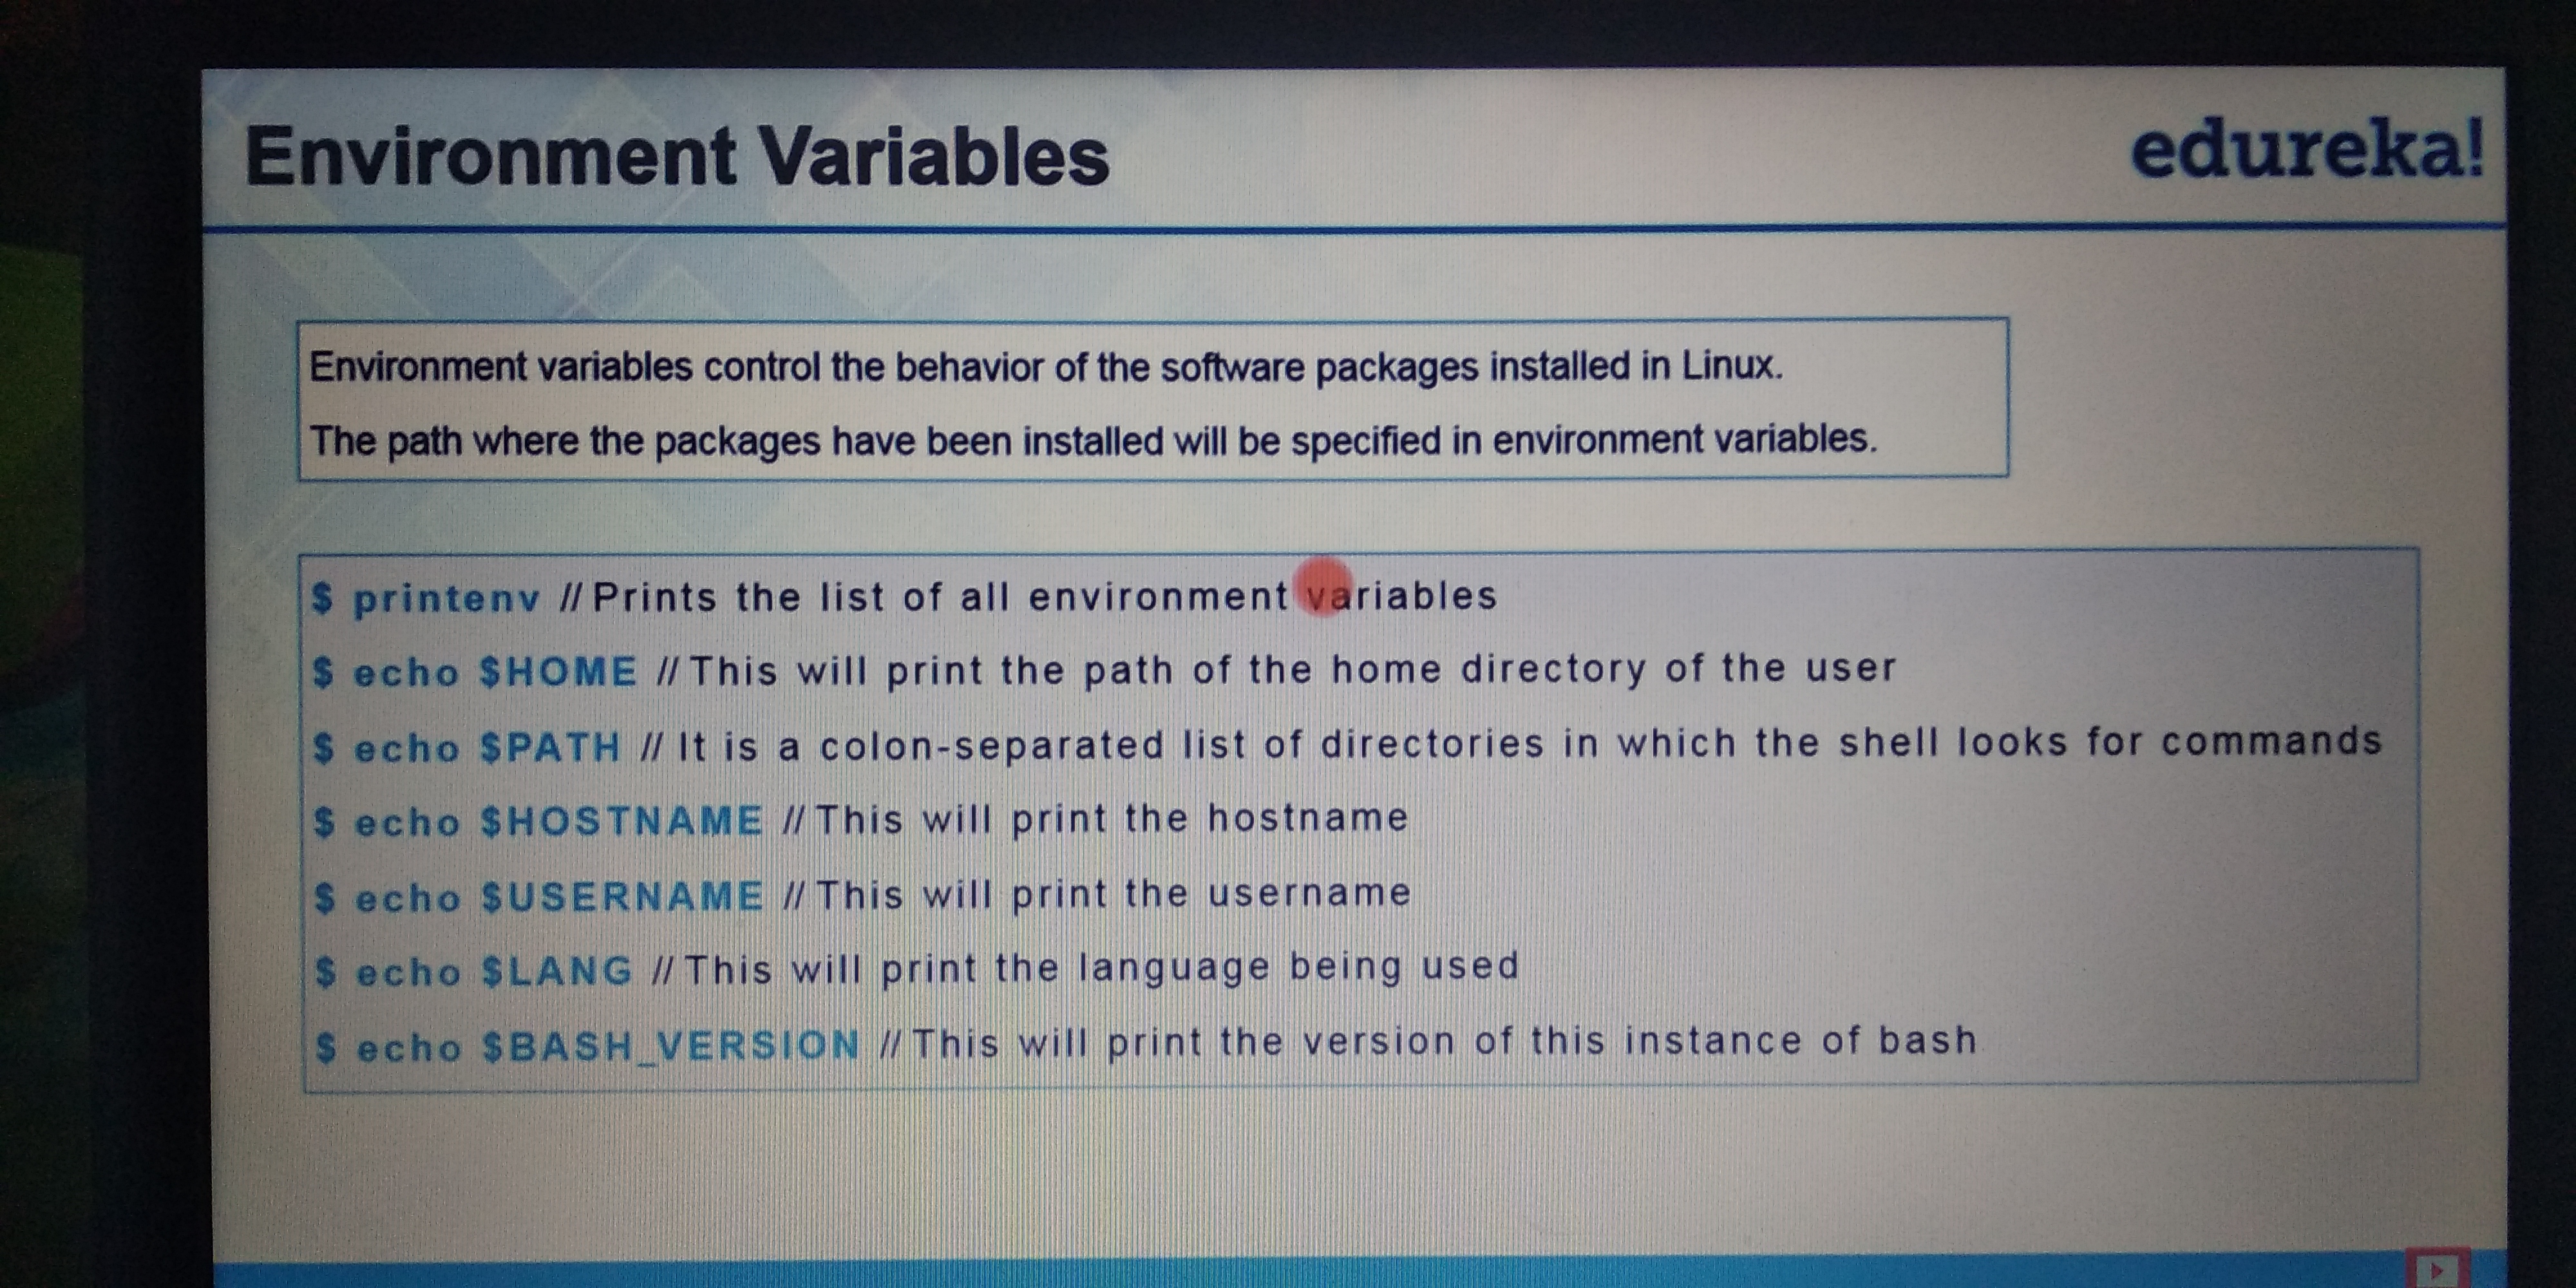 Environment Variables
edureka!
Environment variables control the behavior of the software packages installed in Linux.
The path where the packages have been installed will be specified in environment variables.
$ printenv // Prints the list of all environment variables
$ echo $HOME // This will print the path of the home directory of the user
$ echo $PATH // It is a colon-separated list of directories in which the shell looks for commands
$ echo $HOSTNAME // This will print the hostname
$ echo $USERNAME // This will print the username
$ echo $LANG // This will print the language being used
$ echo $BASH_VERSION // This will print the version of this instance of bash